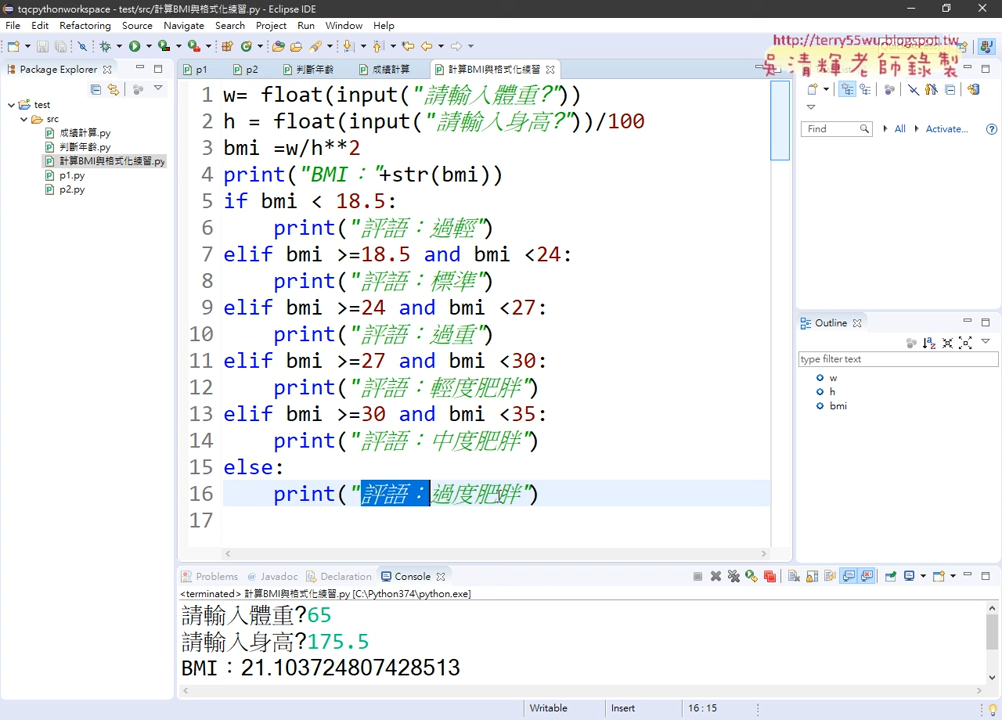 tqcpythonworkspace - test/src/計算BMI與格式化練習.py - Eclipse IDE
File Edit Refactoring Source Navigate Search Project Run Window Help
http://terry55wu.blogspot.tw
吳清輝老師錄製
Package Explorer
p1
p2
判斷年齡
成績計算
計算BMI與格式化練習
test
src
成績計算.py
判斷年齡.py
計算BMI與格式化練習.py
p1.py
p2.py
1 w= float(input("請輸入體重?"))
2 h = float(input("請輸入身高?"))/100
3 bmi =w/h**2
4 print("BMI："+str(bmi))
5 if bmi < 18.5:
6 print("評語：過輕")
7 elif bmi >=18.5 and bmi <24:
8 print("評語：標準")
9 elif bmi >=24 and bmi <27:
10 print("評語：過重")
11 elif bmi >=27 and bmi <30:
12 print("評語：輕度肥胖")
13 elif bmi >=30 and bmi <35:
14 print("評語：中度肥胖")
15 else:
16 print("評語：過度肥胖")
17
Find All Activate...
Outline
type filter text
w
h
bmi
Problems Javadoc Declaration Console
<terminated> 計算BMI與格式化練習.py [C:\Python374\python.exe]
請輸入體重?65
請輸入身高?175.5
BMI：21.103724807428513
Writable Insert 16 : 15